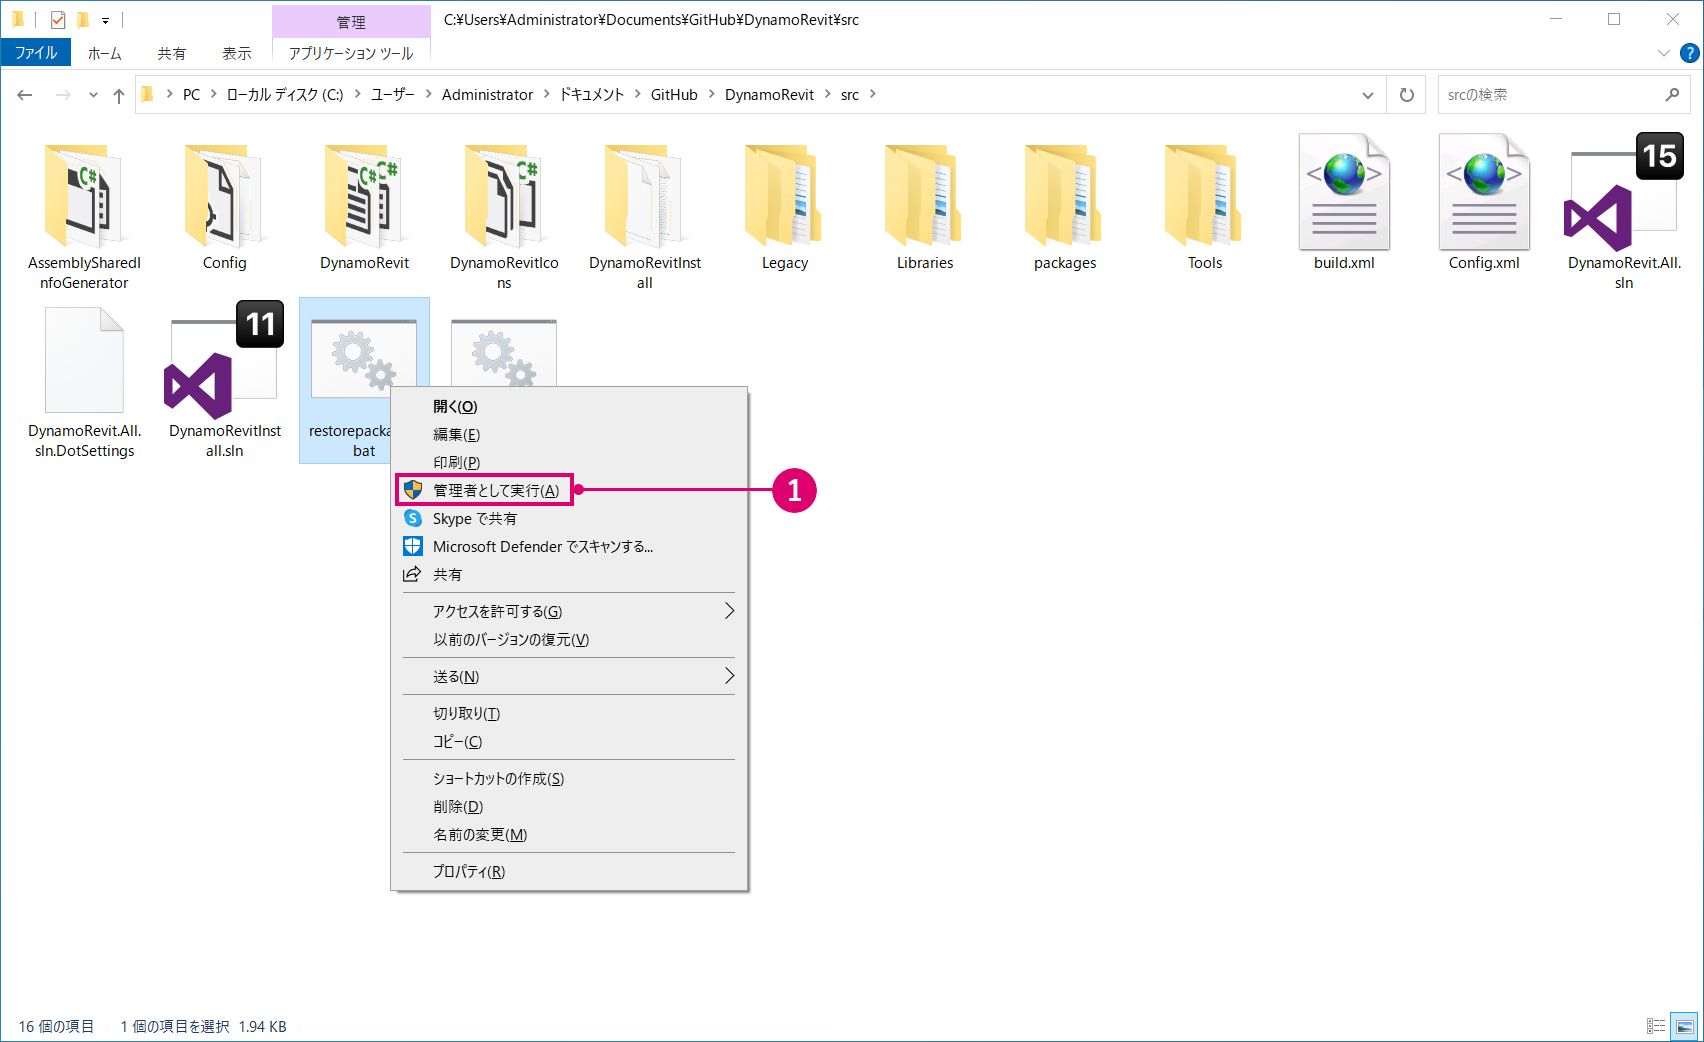 管理
C:¥Users¥Administrator¥Documents¥GitHub¥DynamoRevit¥src
ファイル
ホーム
共有
表示
アプリケーション ツール
?
PC
ローカル ディスク (C:)
ユーザー
Administrator
ドキュメント
GitHub
DynamoRevit
src
srcの検索
C#
C# C#
C#
15
AssemblySharedI
nfoGenerator
Config
DynamoRevit
DynamoRevitIco
ns
DynamoRevitInst
all
Legacy
Libraries
packages
Tools
build.xml
Config.xml
DynamoRevit.All.
sln
11
DynamoRevit.All.
sln.DotSettings
DynamoRevitInst
all.sln
restorepacka
bat
開く(O)
編集(E)
印刷(P)
管理者として実行(A)
1
Skype で共有
Microsoft Defender でスキャンする...
共有
アクセスを許可する(G)
以前のバージョンの復元(V)
送る(N)
切り取り(T)
コピー(C)
ショートカットの作成(S)
削除(D)
名前の変更(M)
プロパティ(R)
16 個の項目
1 個の項目を選択 1.94 KB